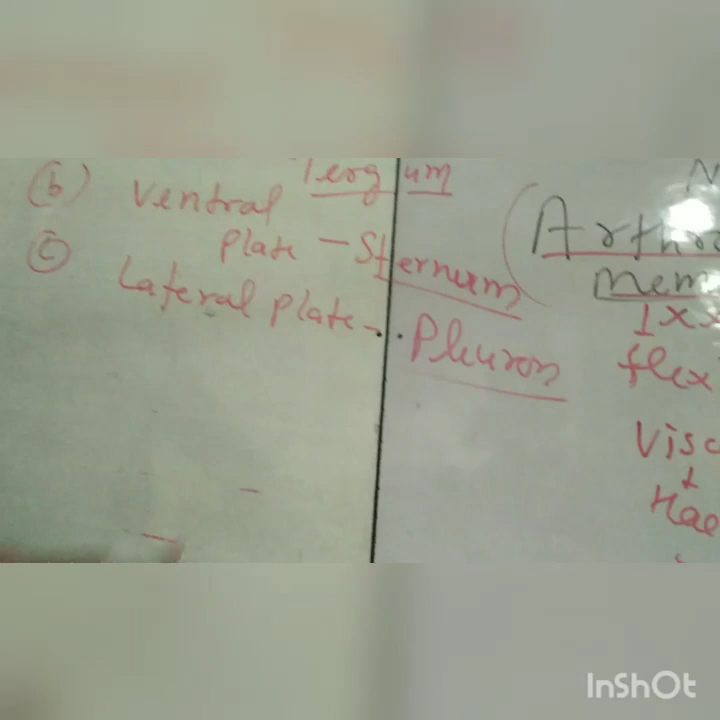 Tergum
(b) Ventral
Plate - Sternum
(c) Lateral Plate - Pleuron
N
(Arthro
Mem
flex
Visc
+
Hae
InShOt